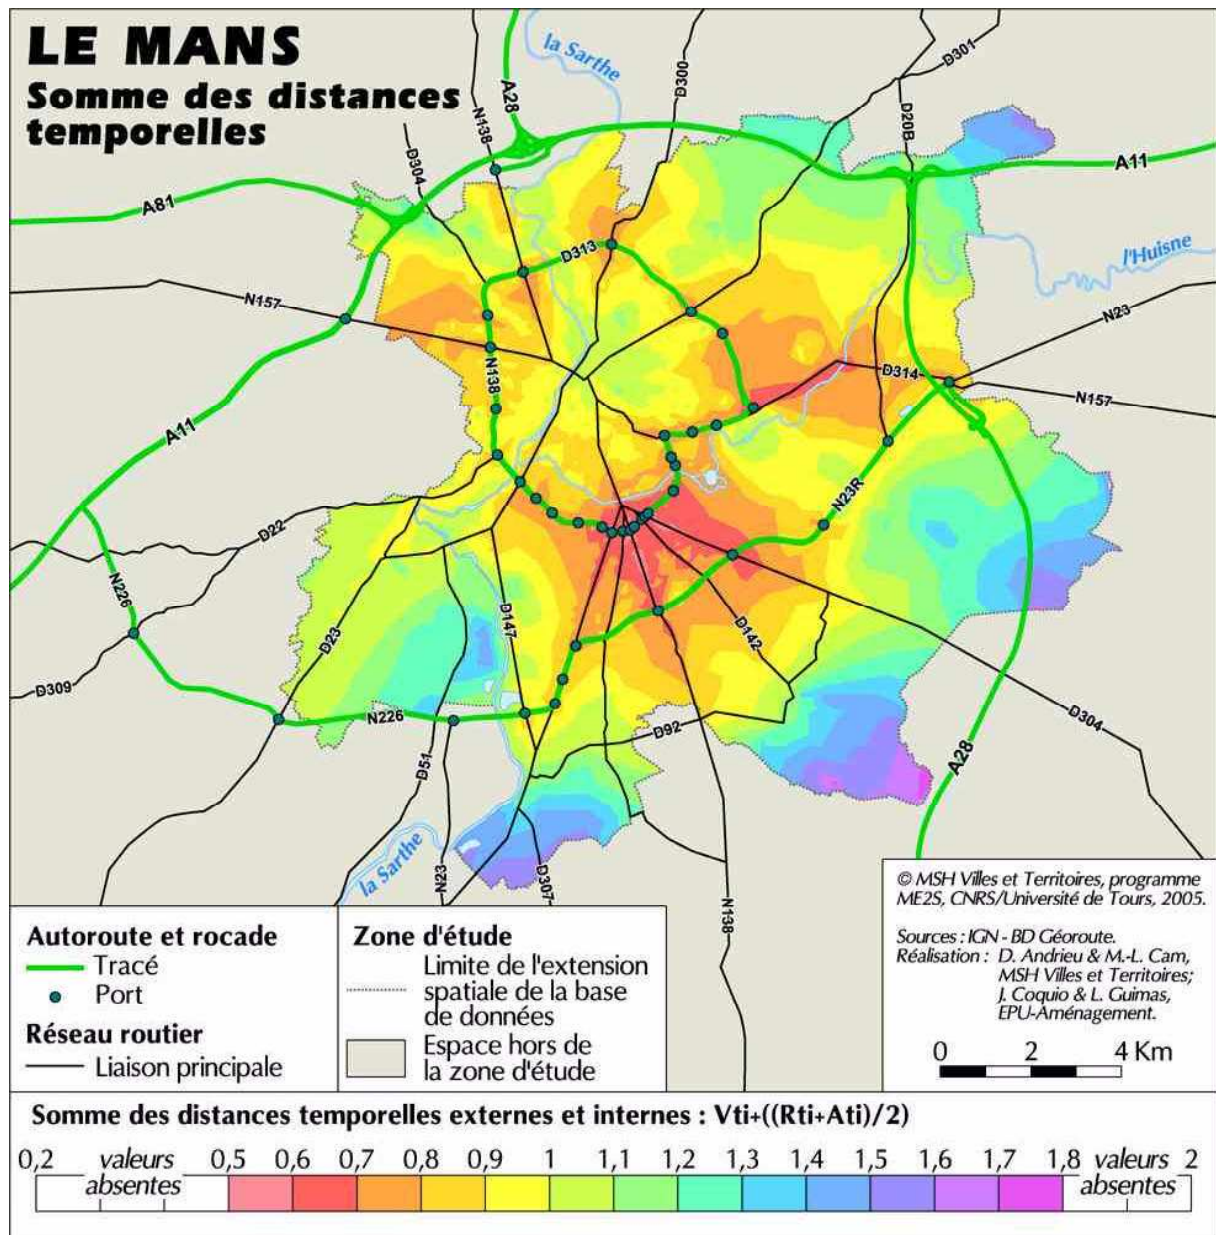 LE MANS
Somme des distances
temporelles
la Sarthe
D300
D301
A28
N138
D20B
D304
A11
A81
D313
l'Huisne
N157
N23
N138
D314
N157
A11
N23R
D22
N226
D147
D23
D142
D309
N226
D92
D304
D51
A28
la Sarthe
N23
D307
N138
© MSH Villes et Territoires, programme
ME2S, CNRS/Université de Tours, 2005.
Sources : IGN - BD Géoroute.
Réalisation : D. Andrieu & M.-L. Cam,
MSH Villes et Territoires;
J. Coquio & L. Guimas,
EPU-Aménagement.
0 2 4 Km
Autoroute et rocade
Tracé
Port
Réseau routier
Liaison principale
Zone d'étude
Limite de l'extension
spatiale de la base
de données
Espace hors de
la zone d'étude
Somme des distances temporelles externes et internes : Vti+((Rti+Ati)/2)
0,2 valeurs 0,5 0,6 0,7 0,8 0,9 1 1,1 1,2 1,3 1,4 1,5 1,6 1,7 1,8 valeurs 2
absentes absentes